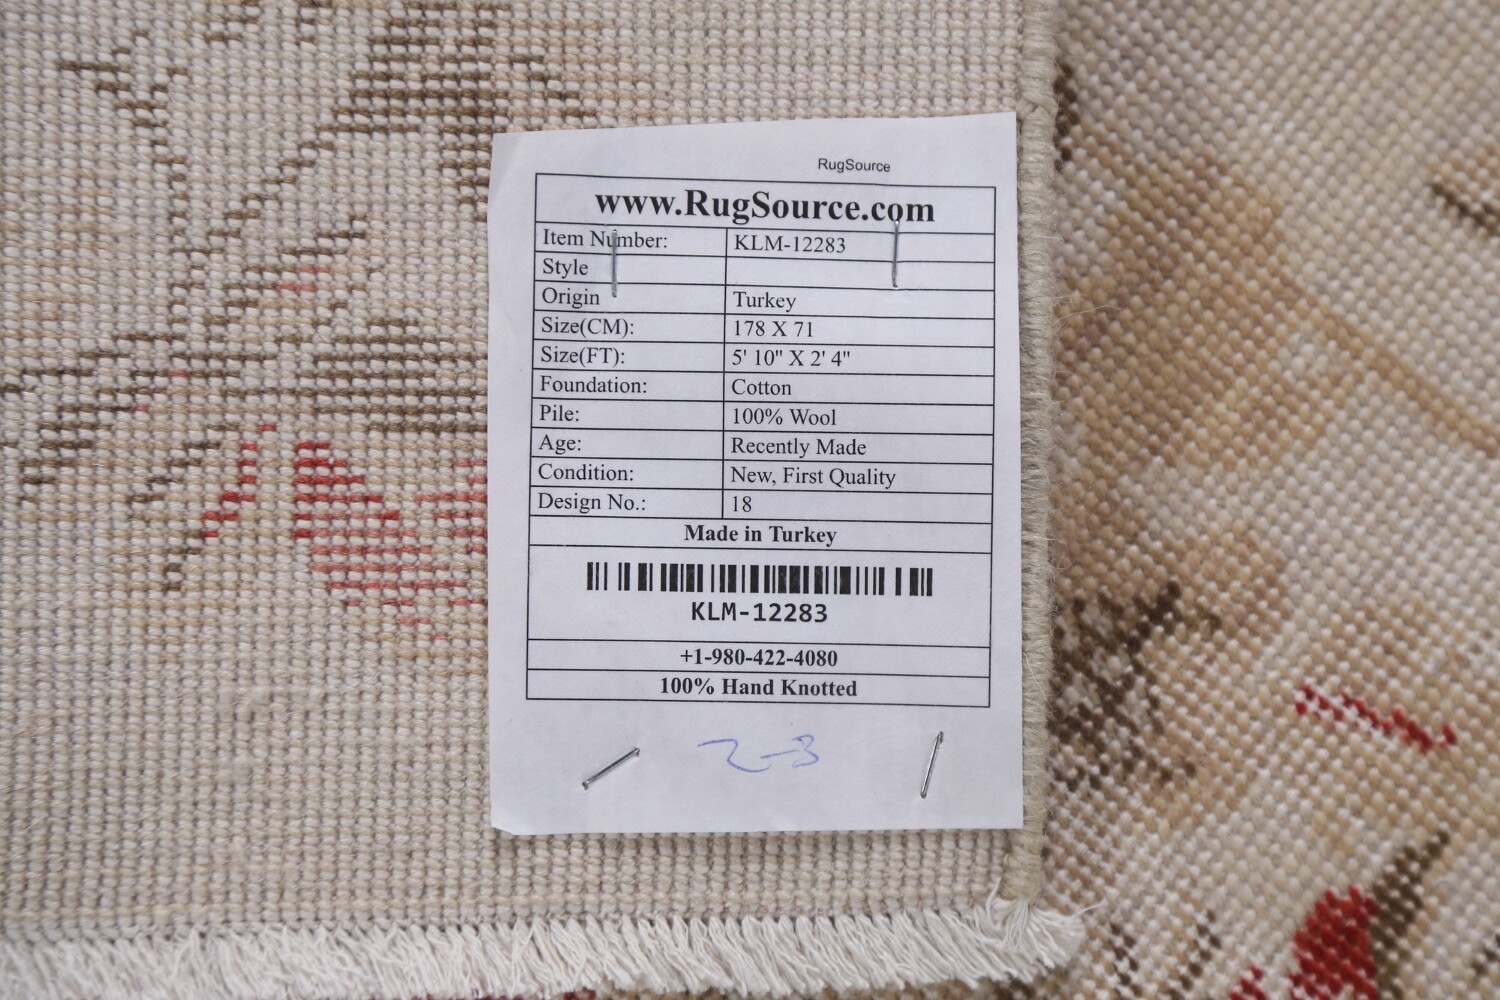 RugSource
www.RugSource.com
Item Number: KLM-12283
Style
Origin Turkey
Size(CM): 178 X 71
Size(FT): 5' 10" X 2' 4"
Foundation: Cotton
Pile: 100% Wool
Age: Recently Made
Condition: New, First Quality
Design No.: 18
Made in Turkey
KLM-12283
+1-980-422-4080
100% Hand Knotted
2-3